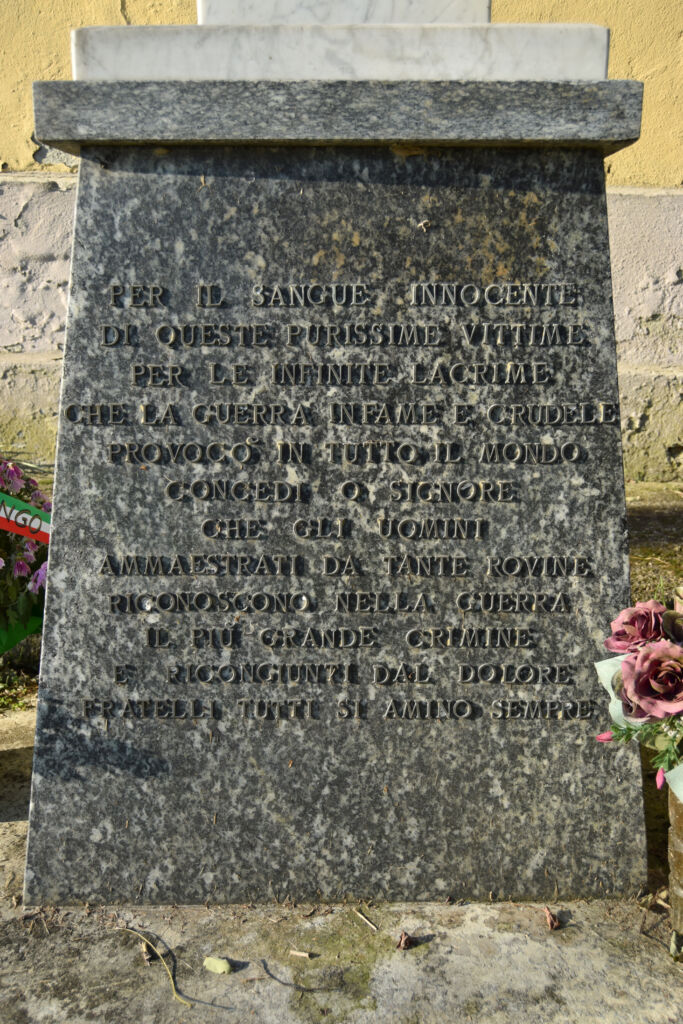 PER IL SANGUE INNOCENTE
DI QUESTE PURISSIME VITTIME
PER LE INFINITE LACRIME
CHE LA GUERRA INFAME E CRUDELE
PROVOCÒ IN TUTTO IL MONDO
CONCEDI O SIGNORE
CHE GLI UOMINI
AMMAESTRATI DA TANTE ROVINE
RICONOSCONO NELLA GUERRA
IL PIÙ GRANDE CRIMINE
E RICONGIUNTI DAL DOLORE
FRATELLI TUTTI SI AMINO SEMPRE